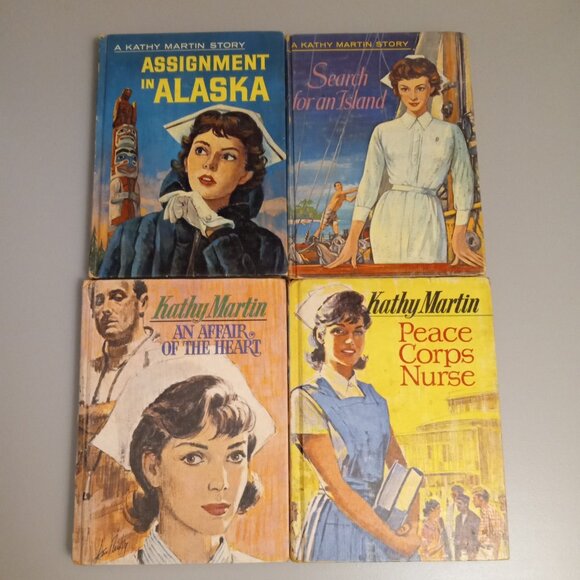 A KATHY MARTIN STORY
ASSIGNMENT
IN ALASKA
A KATHY MARTIN STORY
Search
for an Island
Kathy Martin
AN AFFAIR
OF THE HEART
Kathy Martin
Peace
Corps
Nurse